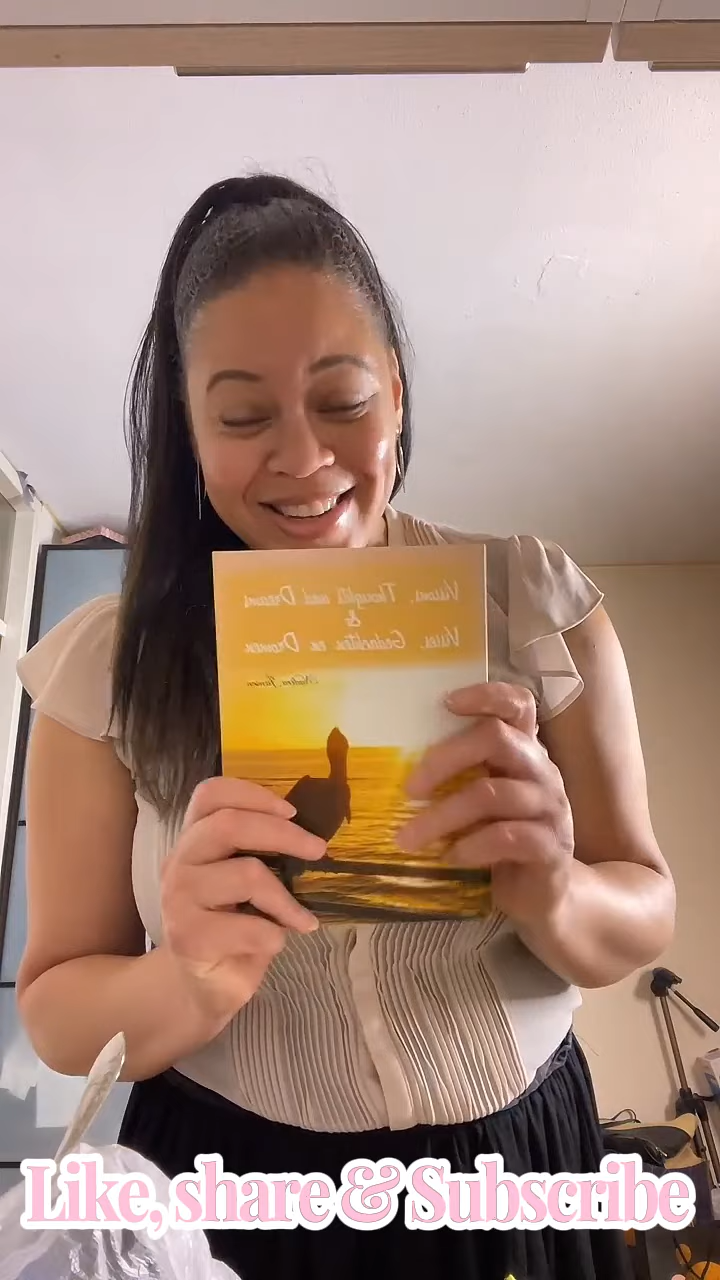 Visions, Thoughts and Dreams
&
Visies, Gedachten en Dromen
Like, share & Subscribe